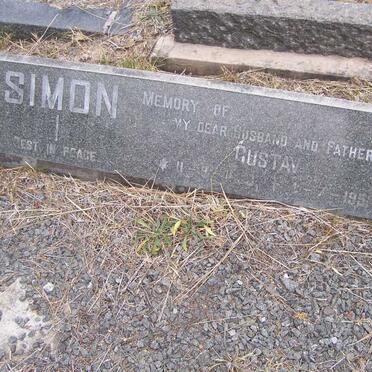 SIMON
REST IN PEACE
MEMORY OF
MY DEAR HUSBAND AND FATHER
GUSTAV